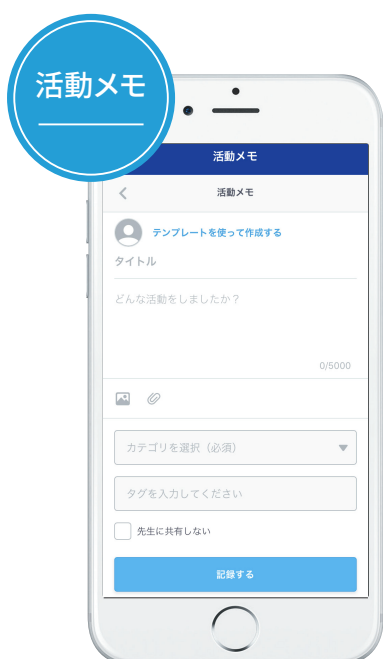 活動メモ
活動メモ
活動メモ
テンプレートを使って作成する
タイトル
どんな活動をしましたか？
0/5000
カテゴリを選択（必須）
タグを入力してください
先生に共有しない
記録する